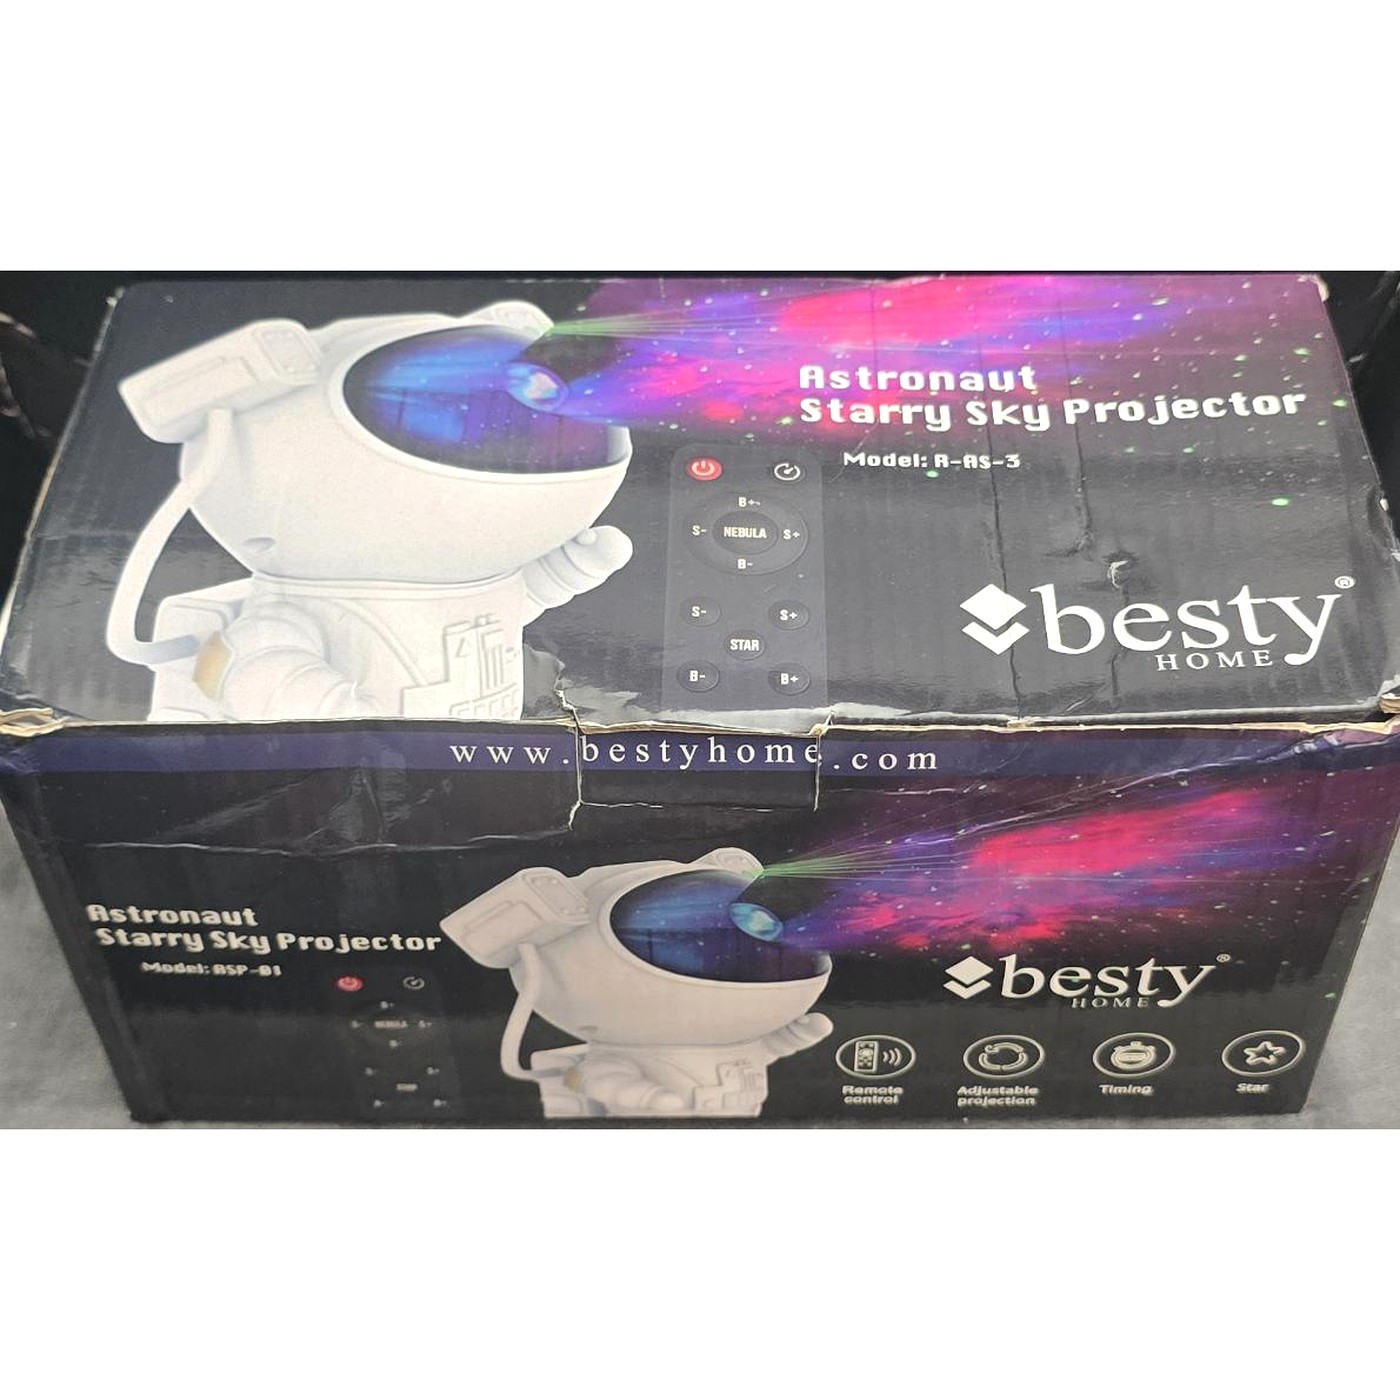 Astronaut
Starry Sky Projector
Model: R-AS-3
B+
S- NEBULA S+
B-
S- S+
STAR
B- B+
besty®
HOME
www.bestyhome.com
Astronaut
Starry Sky Projector
Model: ASP-01
besty®
HOME
Remote control
Adjustable projection
Timing
Star